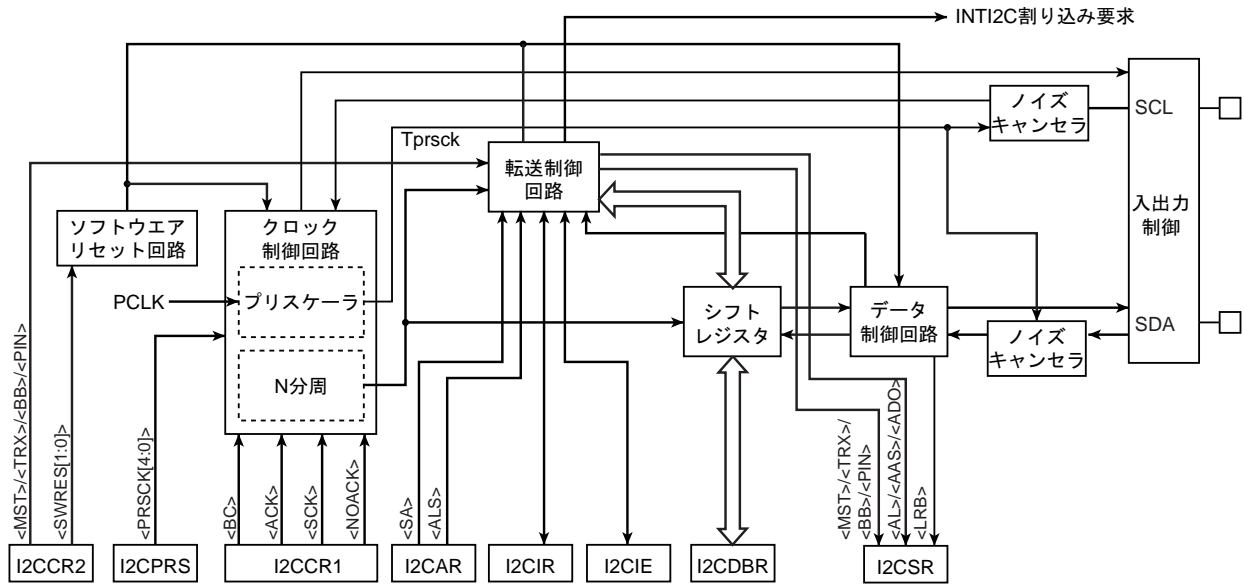 INTI2C割り込み要求
ノイズ
キャンセラ
SCL
Tprsck
転送制御
回路
入出力
制御
ソフトウエア
リセット回路
クロック
制御回路
PCLK
プリスケーラ
シフト
レジスタ
データ
制御回路
ノイズ
キャンセラ
SDA
N分周
<MST>/<TRX>/<BB>/<PIN>
<SWRES[1:0]>
<PRSCK[4:0]>
<BC>
<ACK>
<SCK>
<NOACK>
<SA>
<ALS>
<MST>/<TRX>/
<BB>/<PIN>
<AL>/<AAS>/<ADO>
<LRB>
I2CCR2
I2CPRS
I2CCR1
I2CAR
I2CIR
I2CIE
I2CDBR
I2CSR